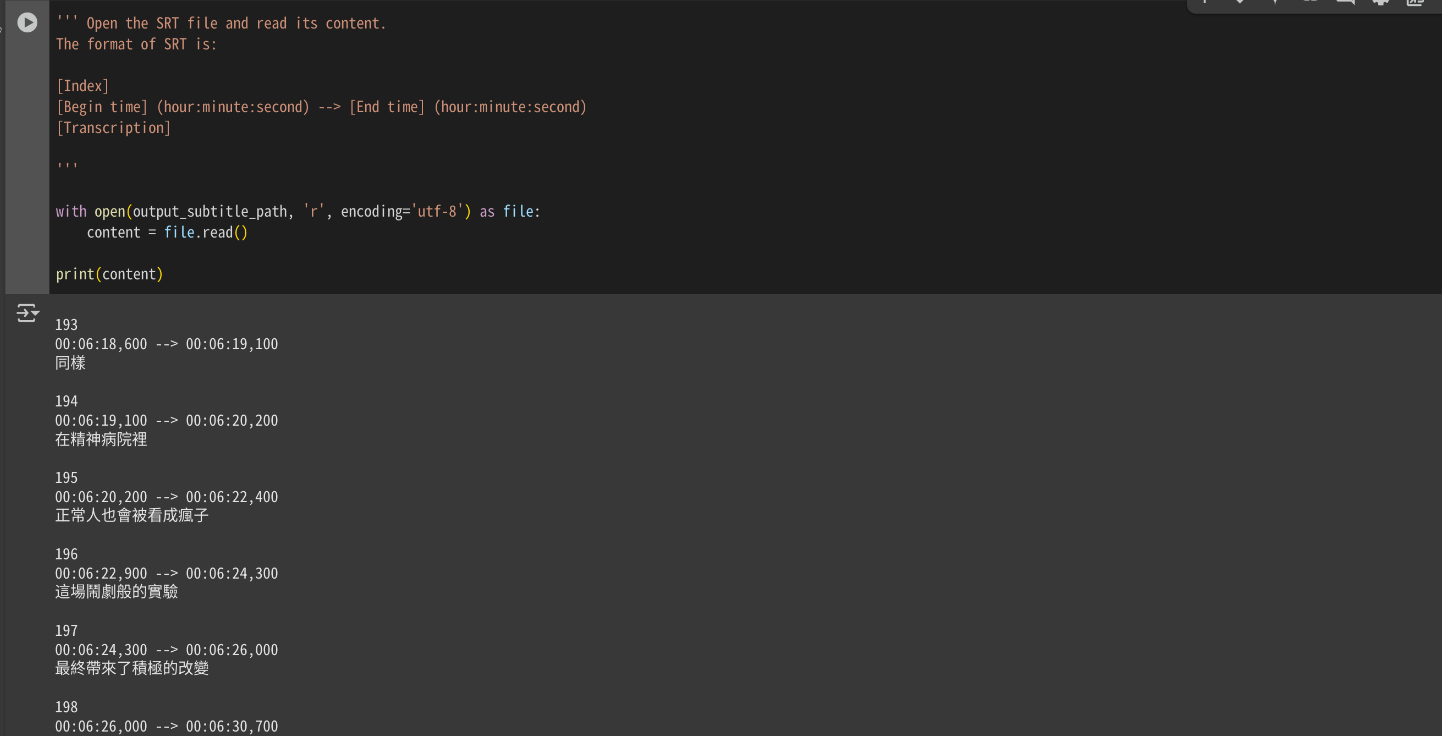 ''' Open the SRT file and read its content.
The format of SRT is:
[Index]
[Begin time] (hour:minute:second) --> [End time] (hour:minute:second)
[Transcription]
'''
with open(output_subtitle_path, 'r', encoding='utf-8') as file:
    content = file.read()
print(content)
193
00:06:18,600 --> 00:06:19,100
同樣
194
00:06:19,100 --> 00:06:20,200
在精神病院裡
195
00:06:20,200 --> 00:06:22,400
正常人也會被看成瘋子
196
00:06:22,900 --> 00:06:24,300
這場鬧劇般的實驗
197
00:06:24,300 --> 00:06:26,000
最終帶來了積極的改變
198
00:06:26,000 --> 00:06:30,700